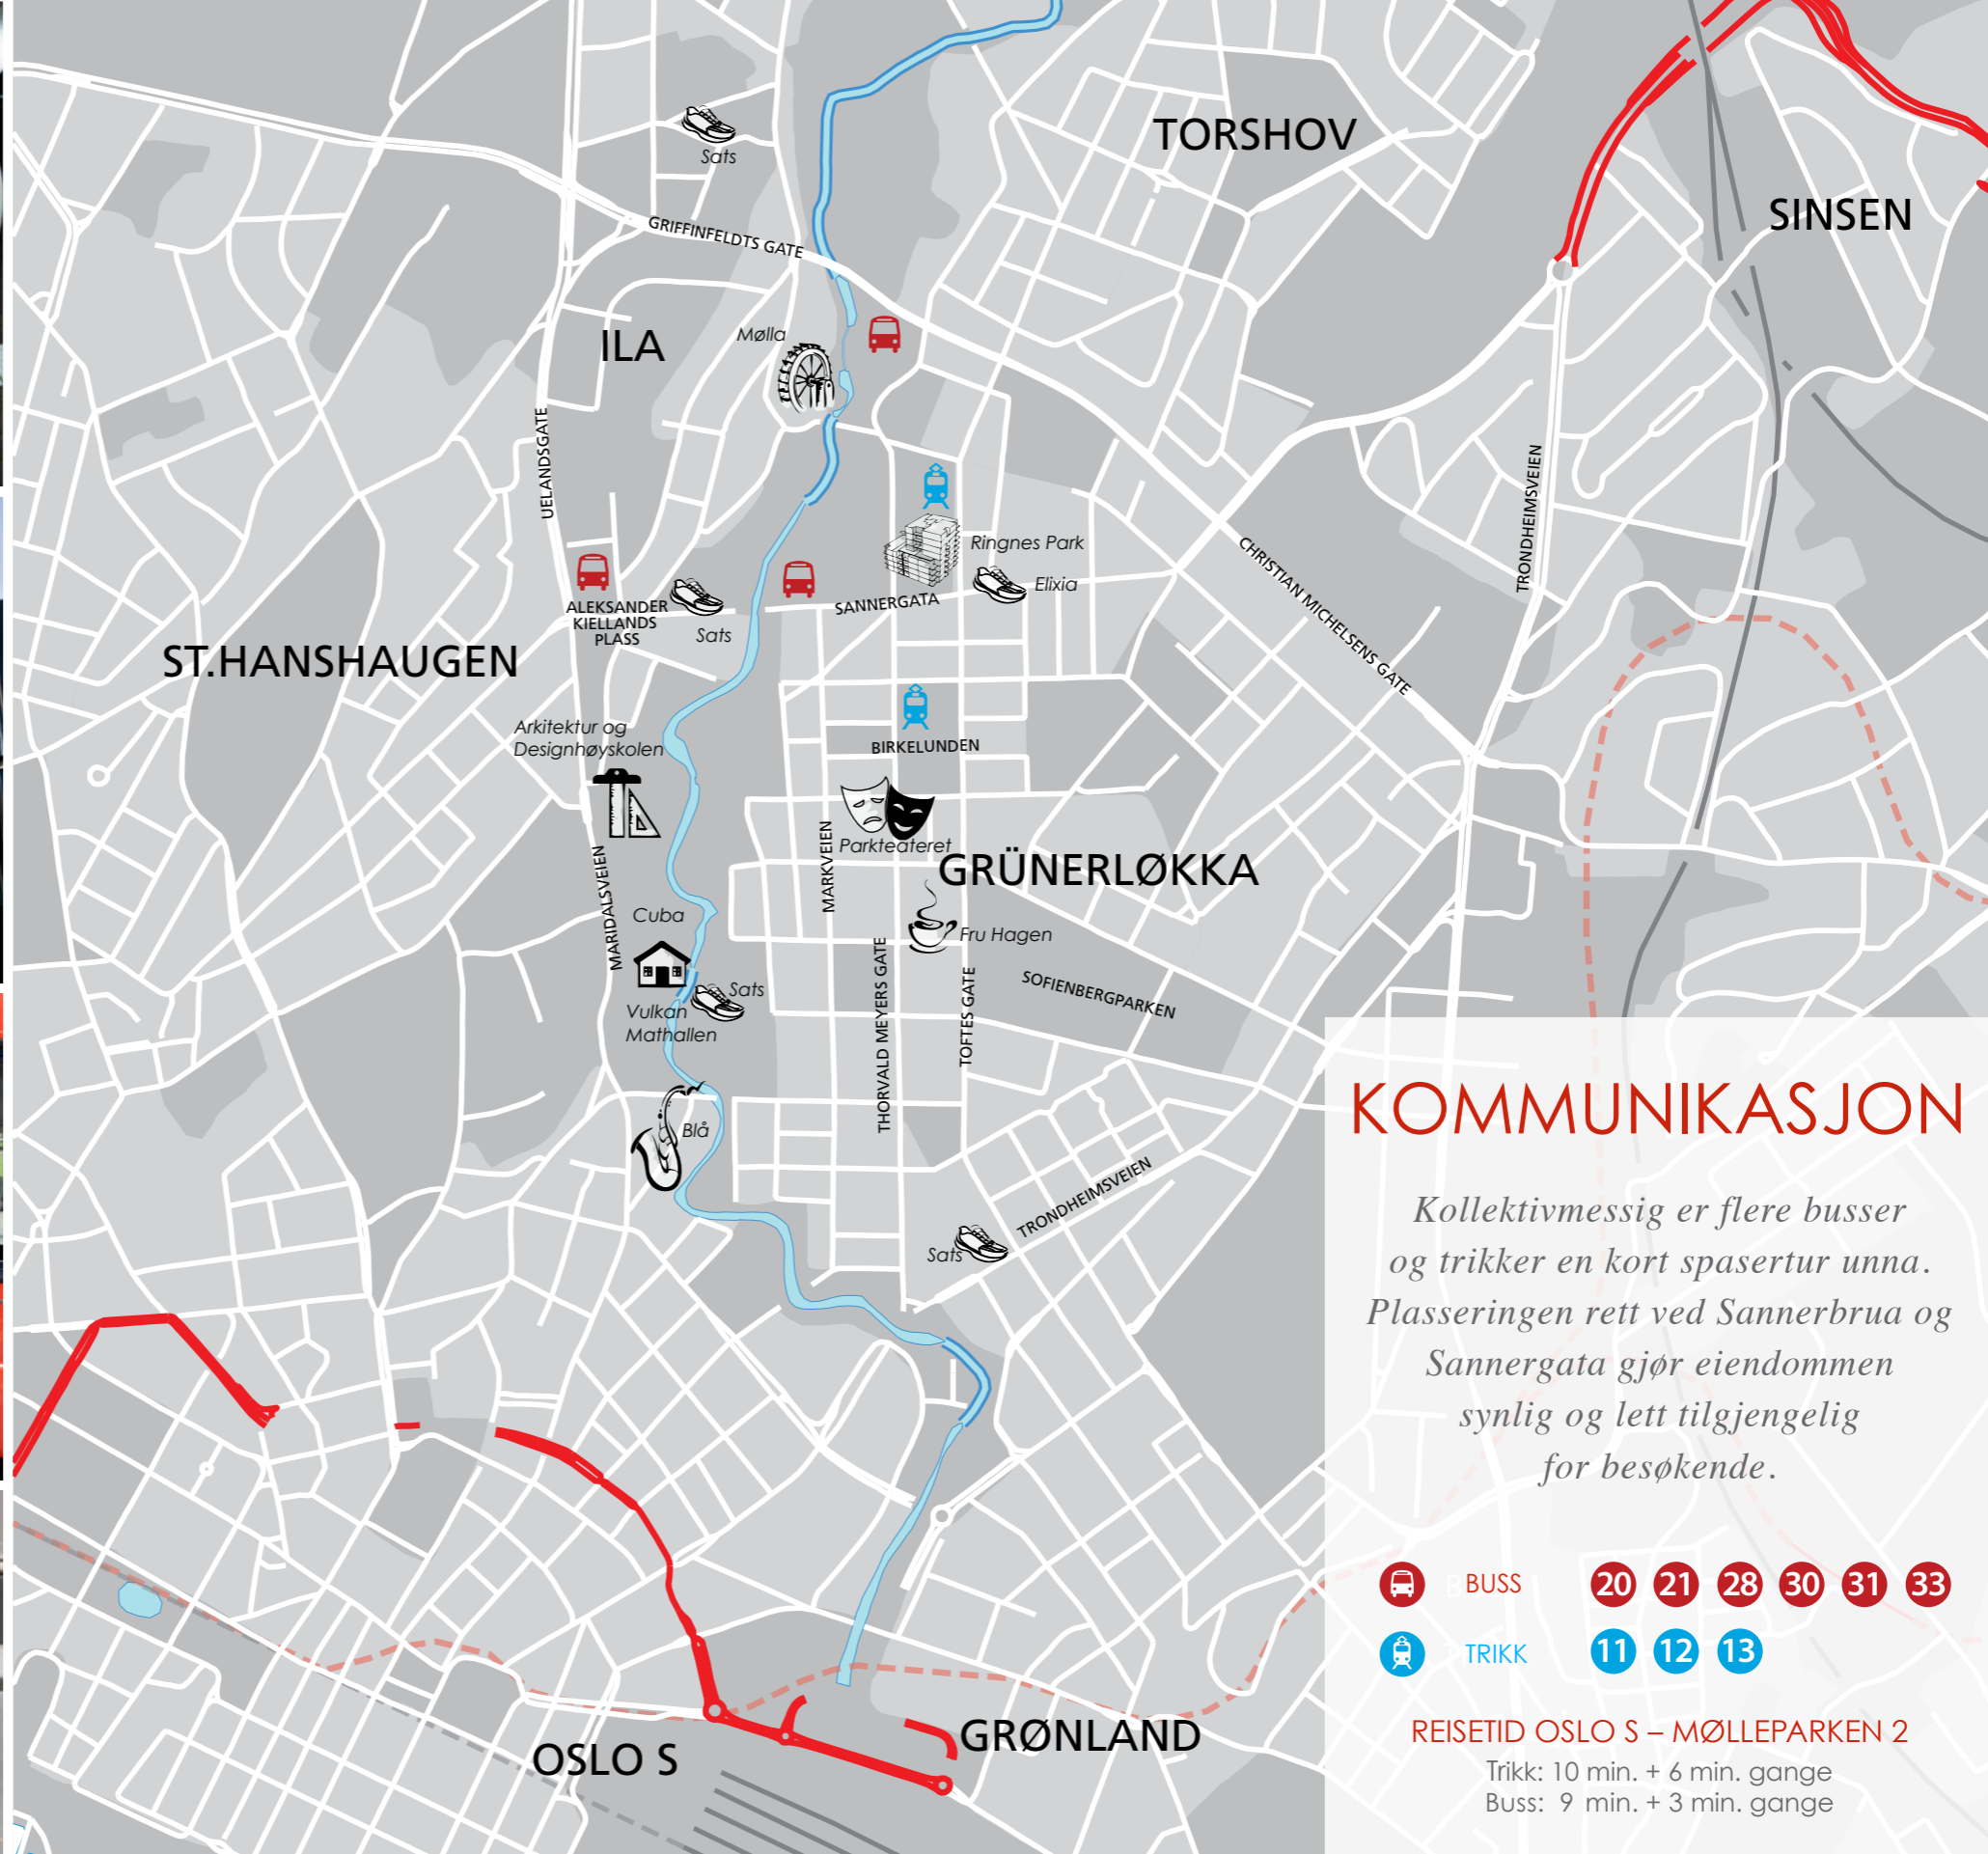 TORSHOV
Sats
SINSEN
GRIFFINFELDTS GATE
Mølla
ILA
UELANDSGATE
TRONDHEIMSVEIEN
Ringnes Park
CHRISTIAN MICHELSENS GATE
Elixia
SANNERGATA
ALEKSANDER
KIELLANDS
PLASS
Sats
ST.HANSHAUGEN
Arkitektur og
Designhøyskolen
BIRKELUNDEN
MARKVEIEN
Parkteateret
GRÜNERLØKKA
MARIDALSVEIEN
Cuba
Fru Hagen
THORVALD MEYERS GATE
TOFTES GATE
SOFIENBERGPARKEN
Sats
Vulkan
Mathallen
Blå
TRONDHEIMSVEIEN
Sats
OSLO S
GRØNLAND
KOMMUNIKASJON
Kollektivmessig er flere busser
og trikker en kort spasertur unna.
Plasseringen rett ved Sannerbrua og
Sannergata gjør eiendommen
synlig og lett tilgjengelig
for besøkende.
BUSS 20 21 28 30 31 33
TRIKK 11 12 13
REISETID OSLO S – MØLLEPARKEN 2
Trikk: 10 min. + 6 min. gange
Buss: 9 min. + 3 min. gange